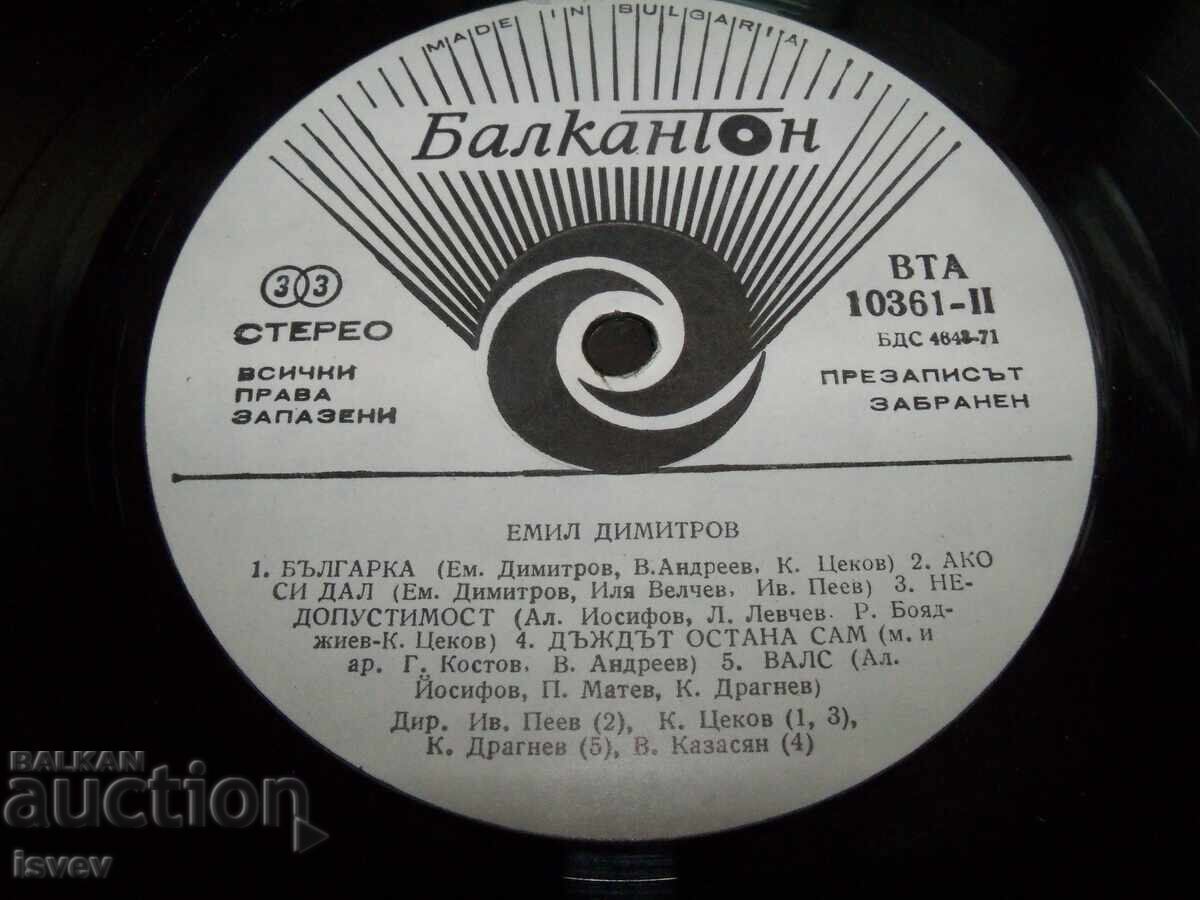 MADE IN BULGARIA
Балкантон
33
СТЕРЕО
ВСИЧКИ
ПРАВА
ЗАПАЗЕНИ
ВТА
10361-II
БДС 4643-71
ПРЕЗАПИСЪТ
ЗАБРАНЕН
ЕМИЛ ДИМИТРОВ
1. БЪЛГАРКА (Ем. Димитров, В.Андреев, К. Цеков) 2. АКО
СИ ДАЛ (Ем. Димитров, Иля Велчев, Ив. Пеев) 3. НЕ-
ДОПУСТИМОСТ (Ал. Иосифов, Л. Левчев. Р. Бояд-
жиев-К. Цеков) 4. ДЪЖДЪТ ОСТАНА САМ (м. и
ар. Г. Костов, В. Андреев) 5. ВАЛС (Ал.
Йосифов, П. Матев, К. Драгнев)
Дир. Ив. Пеев (2), К. Цеков (1, 3),
К. Драгнев (5), В. Казасян (4)
BALKAN
auction
isvev